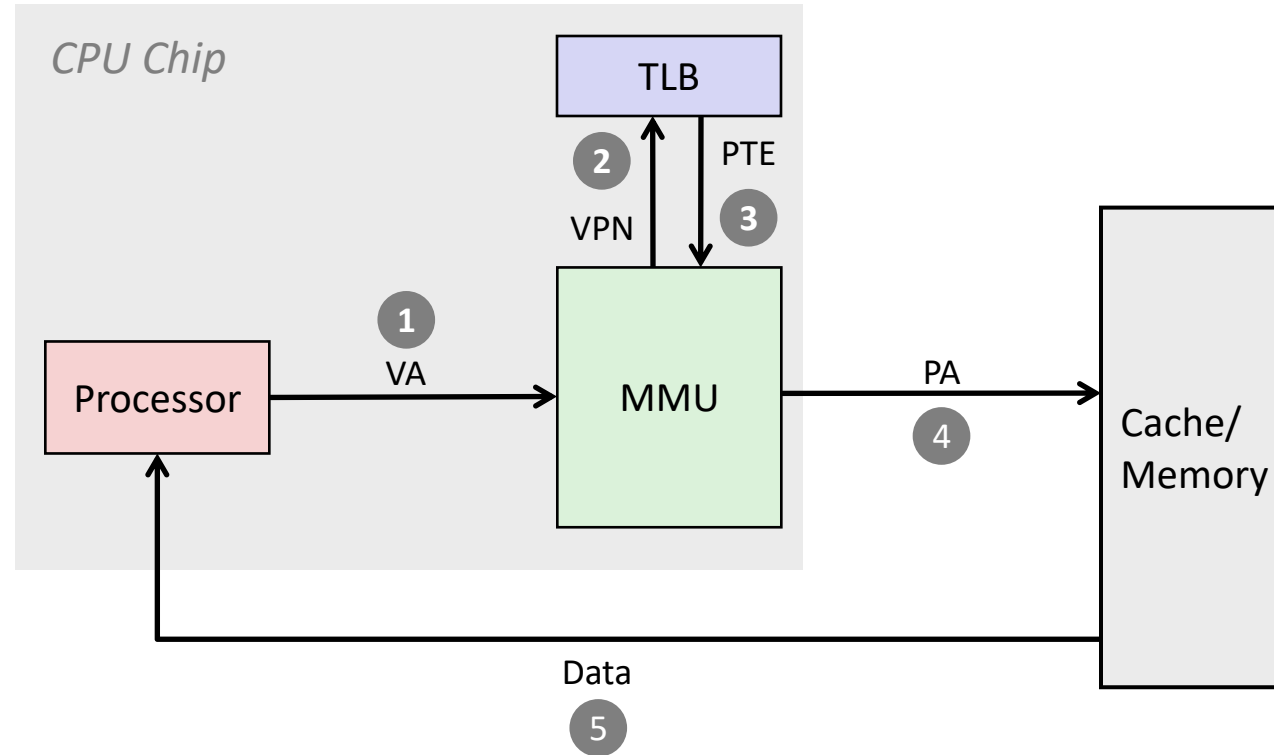 CPU Chip
TLB
2
PTE
VPN
3
1
VA
Processor
MMU
PA
4
Cache/
Memory
Data
5